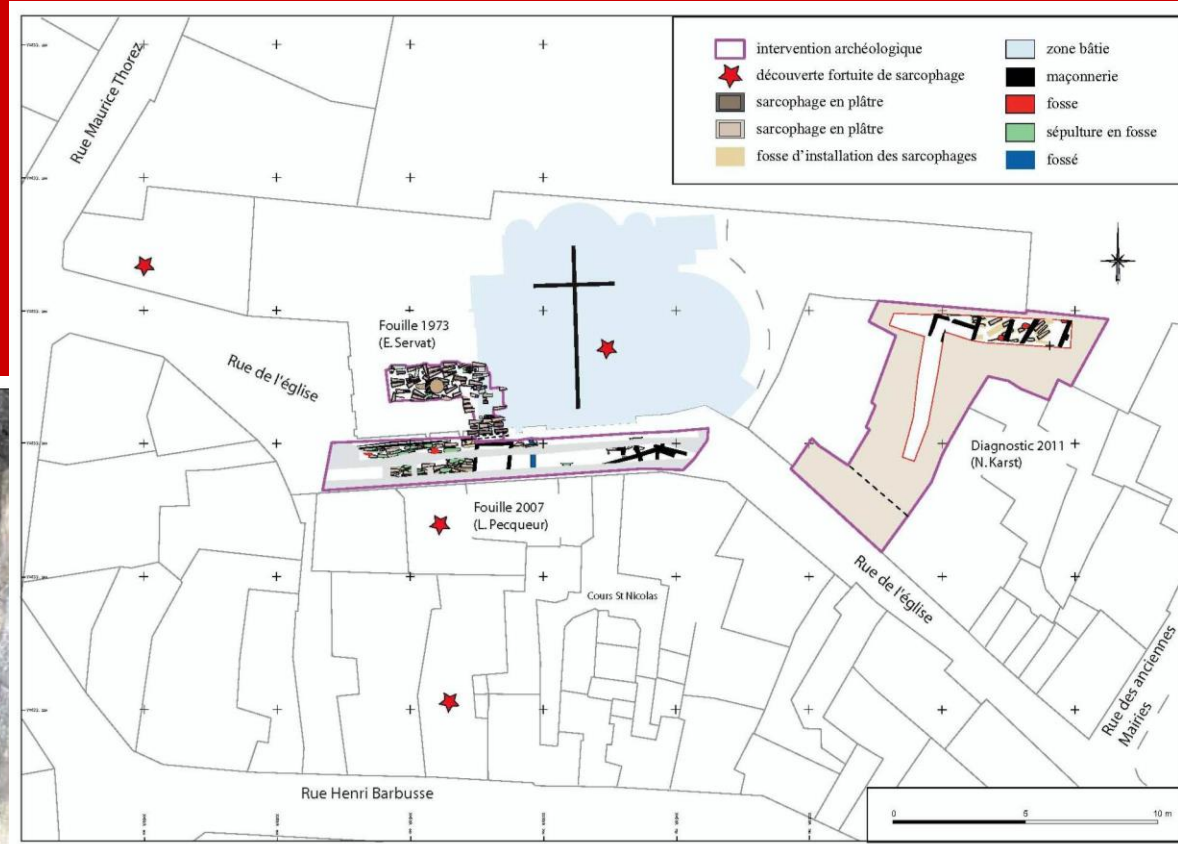 intervention archéologique
découverte fortuite de sarcophage
sarcophage en plâtre
sarcophage en plâtre
fosse d'installation des sarcophages
zone bâtie
maçonnerie
fosse
sépulture en fosse
fossé
Rue Maurice Thorez
Fouille 1973
(E. Servat)
Rue de l'église
Diagnostic 2011
(N. Karst)
Fouille 2007
(L. Pecqueur)
Rue de l'église
Cours St Nicolas
Rue des anciennes
Mairies
Rue Henri Barbusse
0 5 10 m